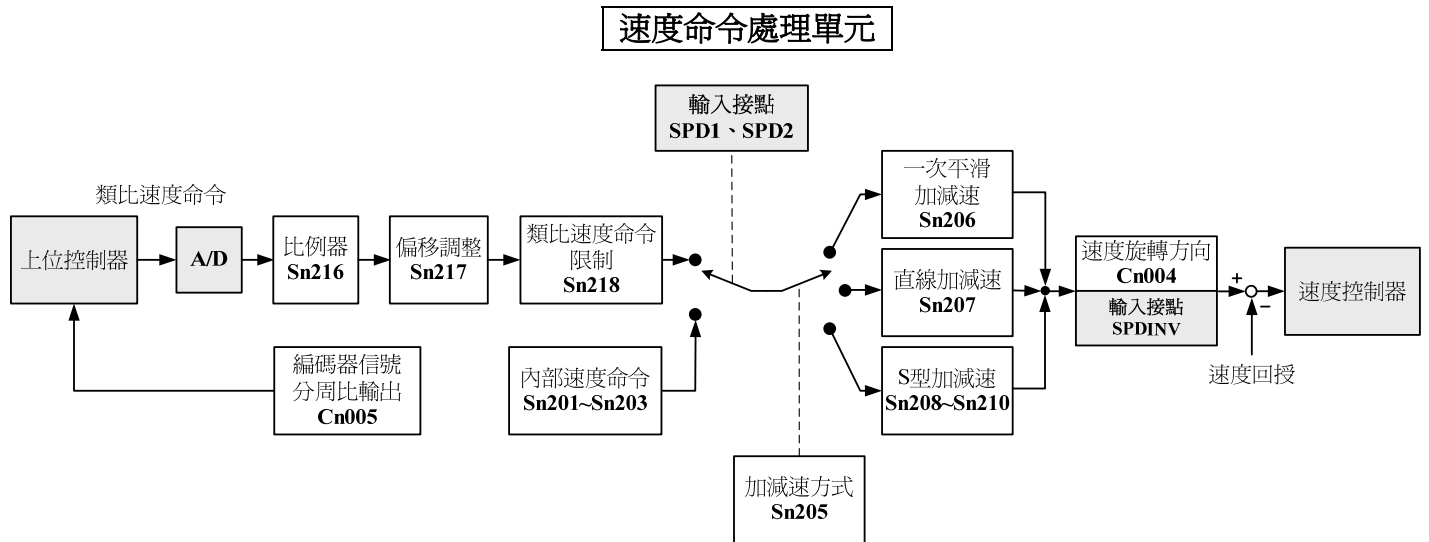 速度命令處理單元
輸入接點
SPD1、SPD2
類比速度命令
上位控制器
A/D
比例器
Sn216
偏移調整
Sn217
類比速度命令
限制
Sn218
一次平滑
加減速
Sn206
直線加減速
Sn207
S型加減速
Sn208~Sn210
速度旋轉方向
Cn004
輸入接點
SPDINV
+
−
速度控制器
速度回授
編碼器信號
分周比輸出
Cn005
內部速度命令
Sn201~Sn203
加減速方式
Sn205